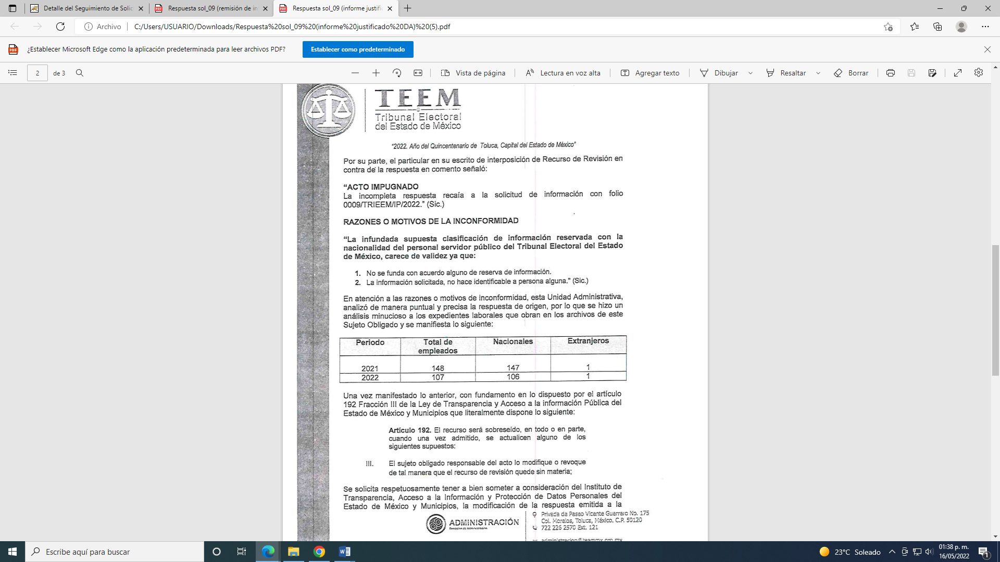 Detalle del Seguimiento de Solic
Respuesta sol_09 (remisión de in
Respuesta sol_09 (informe justific
Archivo
C:/Users/USUARIO/Downloads/Respuesta%20sol_09%20(informe%20justificado%20DA)%20(5).pdf
¿Establecer Microsoft Edge como la aplicación predeterminada para leer archivos PDF?
Establecer como predeterminado
2 de 3
Vista de página
Lectura en voz alta
Agregar texto
Dibujar
Resaltar
Borrar
TEEM
Tribunal Electoral
del Estado de México
"2022. Año del Quincentenario de Toluca, Capital del Estado de México"
Por su parte, el particular en su escrito de interposición de Recurso de Revisión en
contra de la respuesta en comento señaló:
"ACTO IMPUGNADO
La incompleta respuesta recaía a la solicitud de información con folio
0009/TRIEEM/IP/2022." (Sic.)
RAZONES O MOTIVOS DE LA INCONFORMIDAD
"La infundada supuesta clasificación de información reservada con la
nacionalidad del personal servidor público del Tribunal Electoral del Estado
de México, carece de validez ya que:
1. No se funda con acuerdo alguno de reserva de información.
2. La información solicitada, no hace identificable a persona alguna." (Sic.)
En atención a las razones o motivos de inconformidad, esta Unidad Administrativa,
analizó de manera puntual y precisa la respuesta de origen, por lo que se hizo un
análisis minucioso a los expedientes laborales que obran en los archivos de este
Sujeto Obligado y se manifiesta lo siguiente:
Periodo Total de Nacionales Extranjeros
empleados
2021 148 147 1
2022 107 106 1
Una vez manifestado lo anterior, con fundamento en lo dispuesto por el artículo
192 Fracción III de la Ley de Transparencia y Acceso a la información Pública del
Estado de México y Municipios que literalmente dispone lo siguiente:
Artículo 192. El recurso será sobreseído, en todo o en parte,
cuando una vez admitido, se actualicen alguno de los
siguientes supuestos:
III. El sujeto obligado responsable del acto lo modifique o revoque
de tal manera que el recurso de revisión quede sin materia;
Se solicita respetuosamente tener a bien someter a consideración del Instituto de
Transparencia, Acceso a la Información y Protección de Datos Personales del
Estado de México y Municipios, la modificación de la respuesta emitida a la
ADMINISTRACIÓN
Dirección de Administración
Privada de Paseo Vicente Guerrero No. 175
Col. Morelos, Toluca, México. C.P. 50120
722 226 2570 Ext. 121
administracion@teemmx.org.mx
Escribe aquí para buscar
23°C Soleado
01:38 p. m.
16/05/2022
1